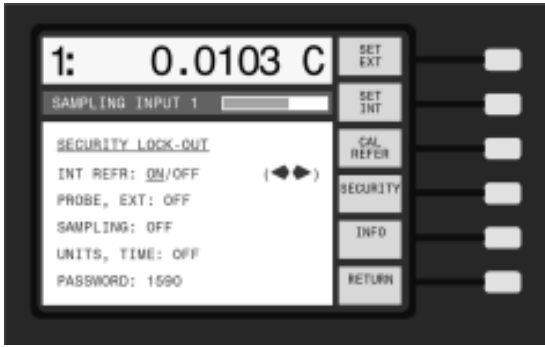 1: 0.0103 C
SAMPLING INPUT 1
SECURITY LOCK-OUT
INT REFR: ON/OFF (◀▶)
PROBE, EXT: OFF
SAMPLING: OFF
UNITS, TIME: OFF
PASSWORD: 1590
SET
EXT
SET
INT
CAL
REFER
SECURITY
INFO
RETURN